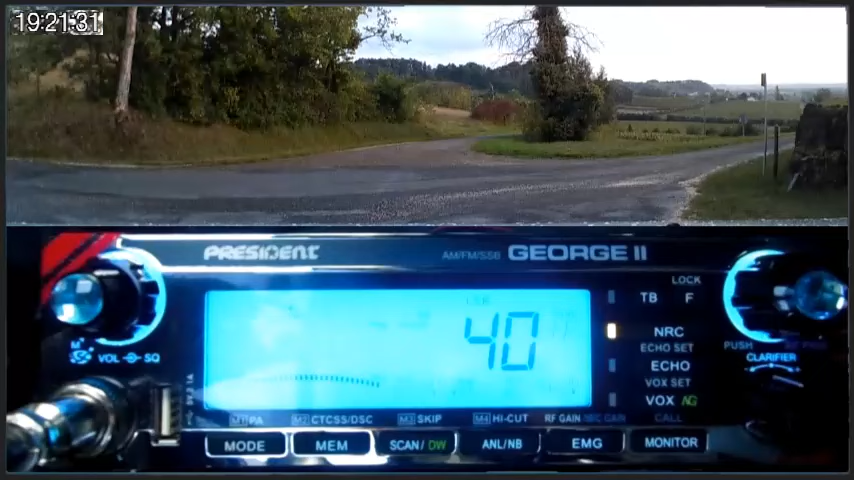 19:21:31
PRESIDENT
AM/FM/SSB GEORGE II
LOCK
TB F
NRC
ECHO SET
ECHO
VOX SET
VOX NG
CALL
VOL SQ
PUSH
CLARIFIER
40
M1 PA M2 CTCSS/DSC M3 SKIP M4 HI-CUT RF GAIN
MODE MEM SCAN/DW ANL/NB EMG MONITOR